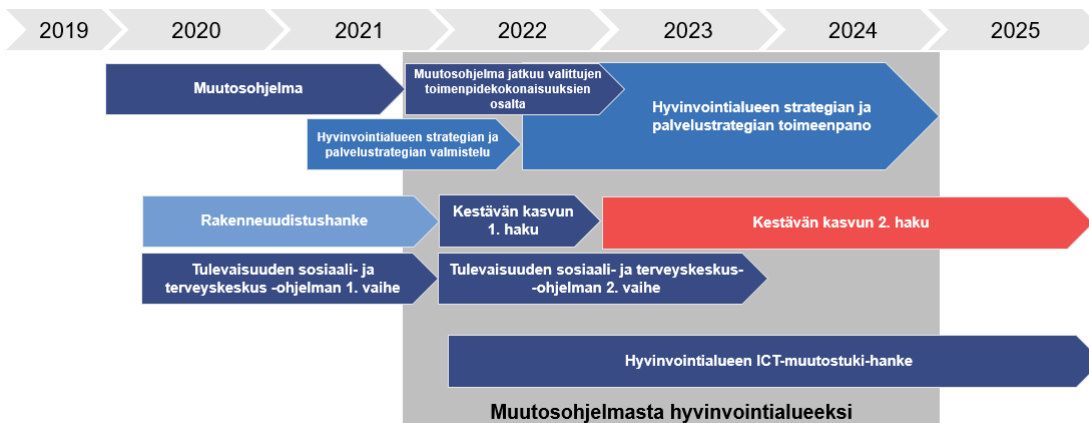 2019
2020
2021
2022
2023
2024
2025
Muutosohjelma
Muutosohjelma jatkuu valittujen
toimenpidekokonaisuuksien
osalta
Hyvinvointialueen strategian ja
palvelustrategian toimeenpano
Hyvinvointialueen strategian ja
palvelustrategian valmistelu
Rakenneuudistushanke
Kestävän kasvun
1. haku
Kestävän kasvun 2. haku
Tulevaisuuden sosiaali- ja
terveyskeskus -ohjelman 1. vaihe
Tulevaisuuden sosiaali- ja terveyskeskus-
-ohjelman 2. vaihe
Hyvinvointialueen ICT-muutostuki-hanke
Muutosohjelmasta hyvinvointialueeksi